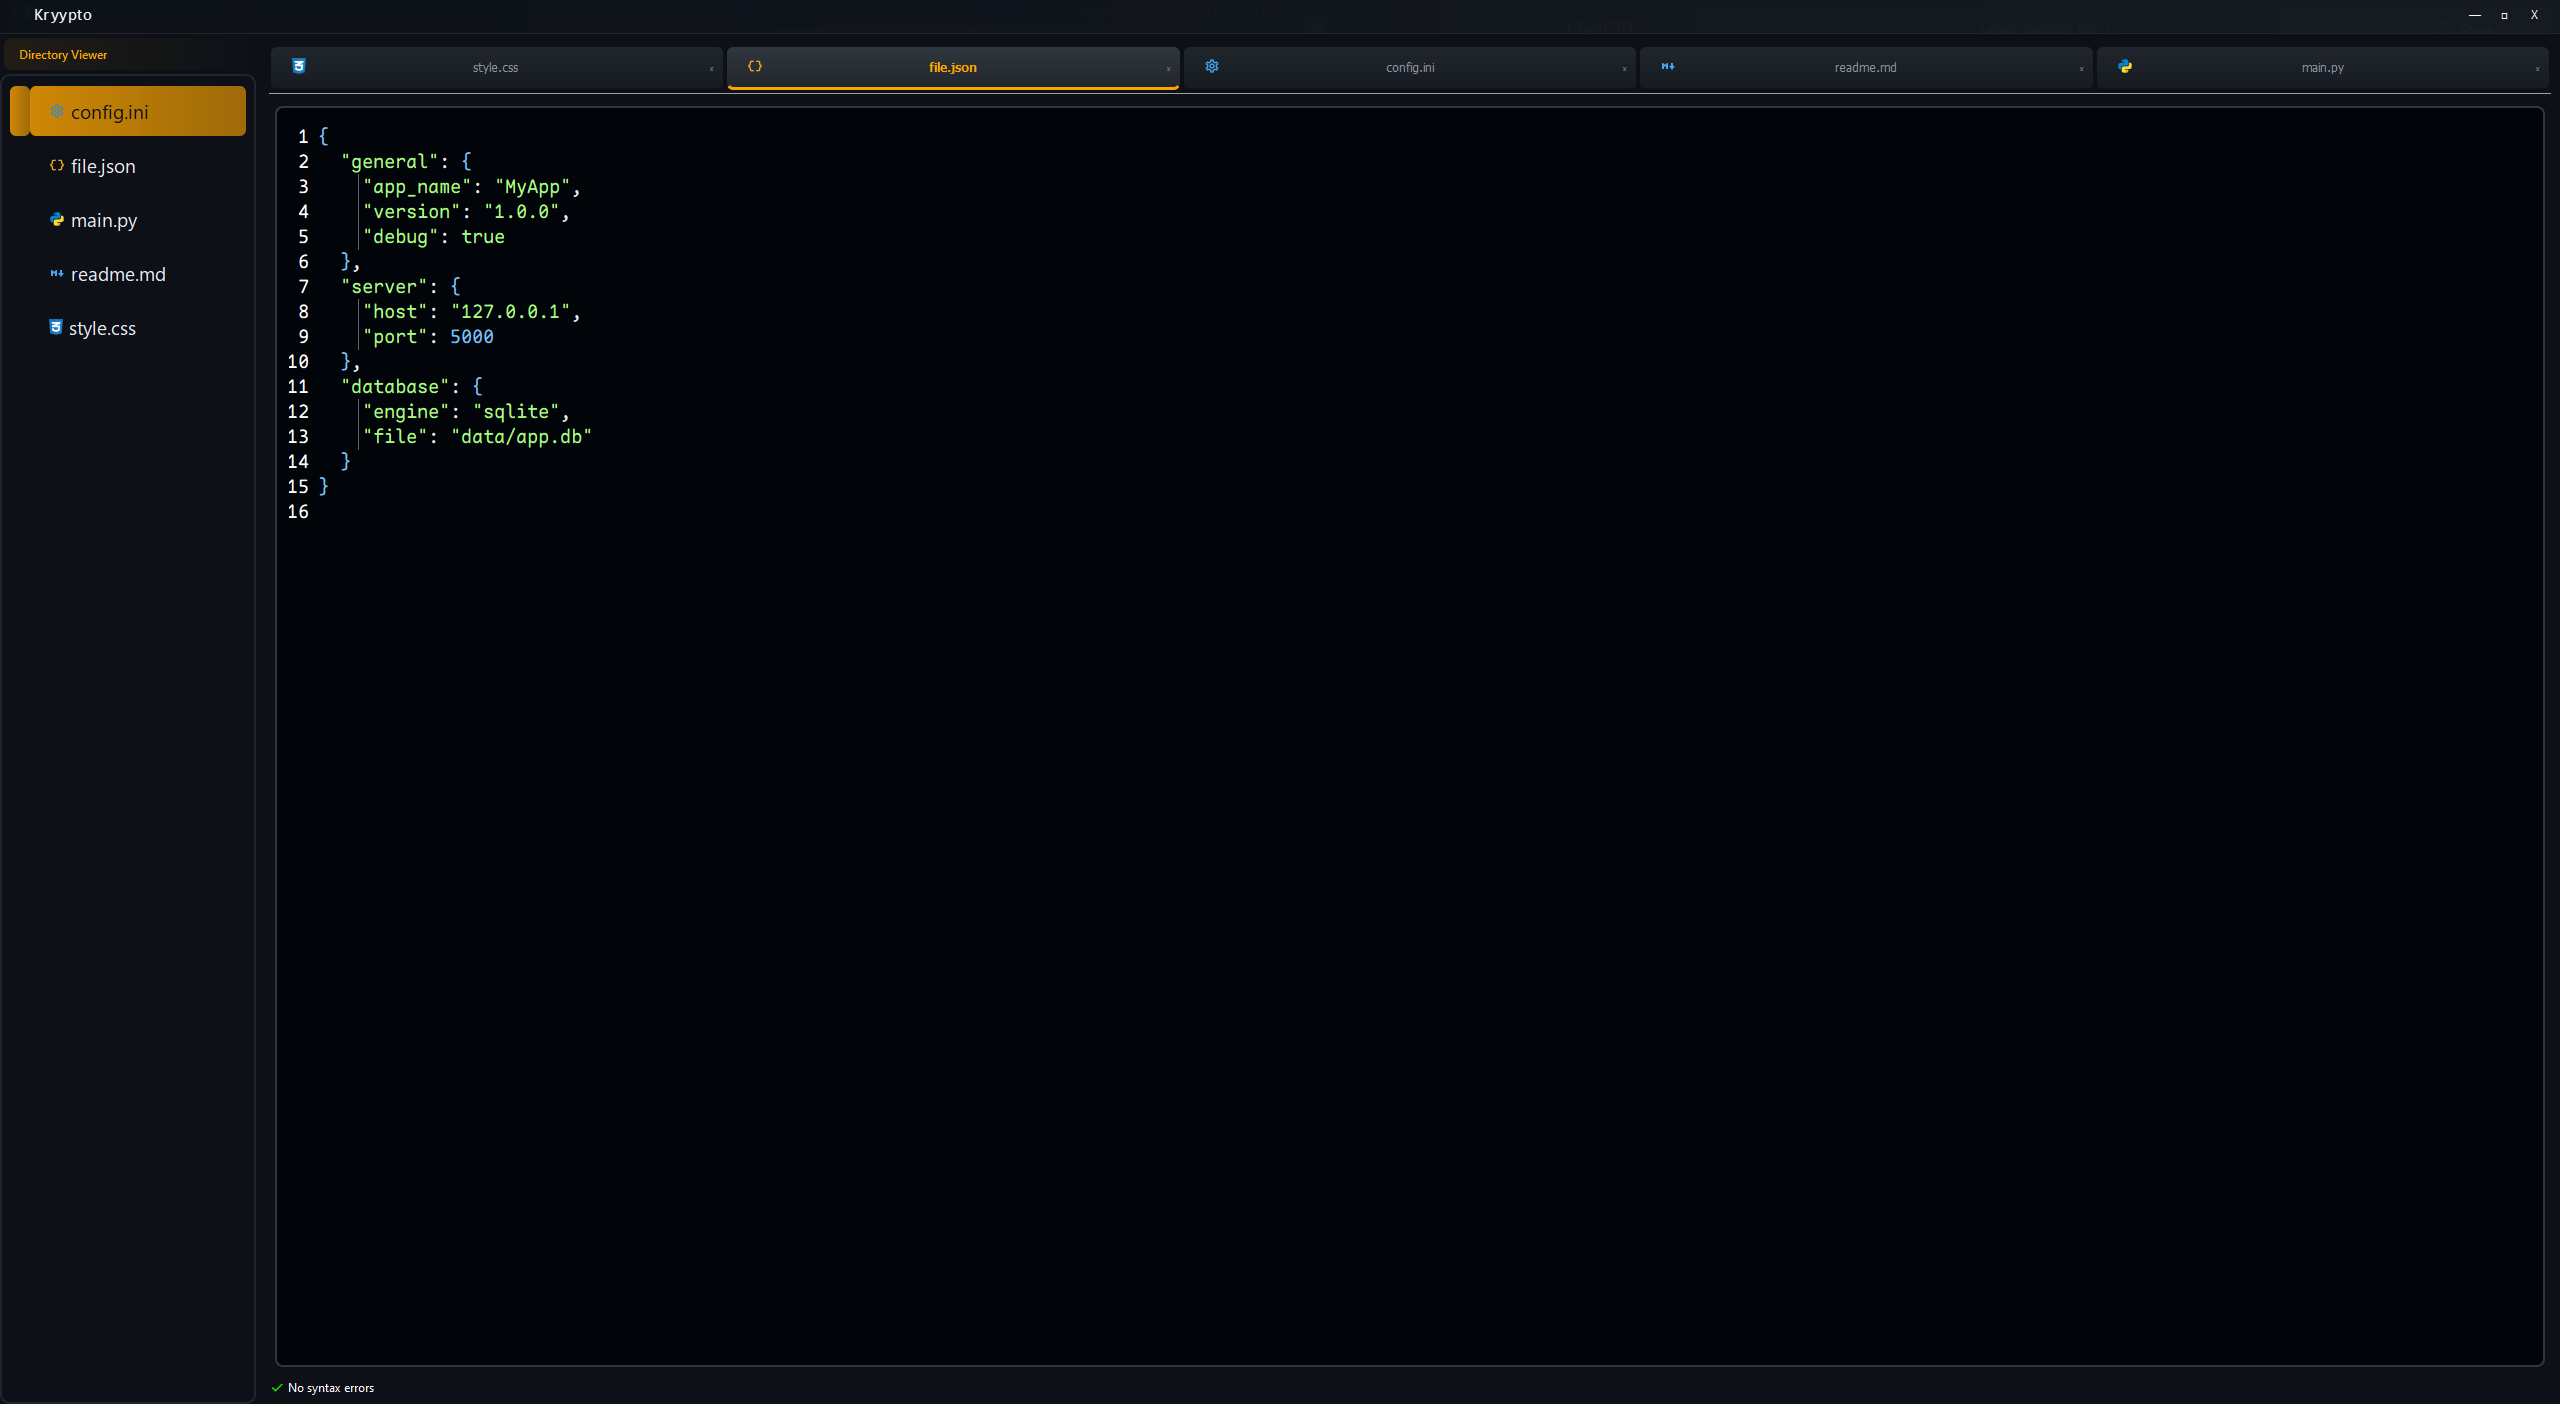 Kryypto
— □ X
Directory Viewer
config.ini
file.json
main.py
readme.md
style.css
style.css x file.json x config.ini x readme.md x main.py x
1 {
2   "general": {
3     "app_name": "MyApp",
4     "version": "1.0.0",
5     "debug": true
6   },
7   "server": {
8     "host": "127.0.0.1",
9     "port": 5000
10   },
11   "database": {
12     "engine": "sqlite",
13     "file": "data/app.db"
14   }
15 }
16
No syntax errors